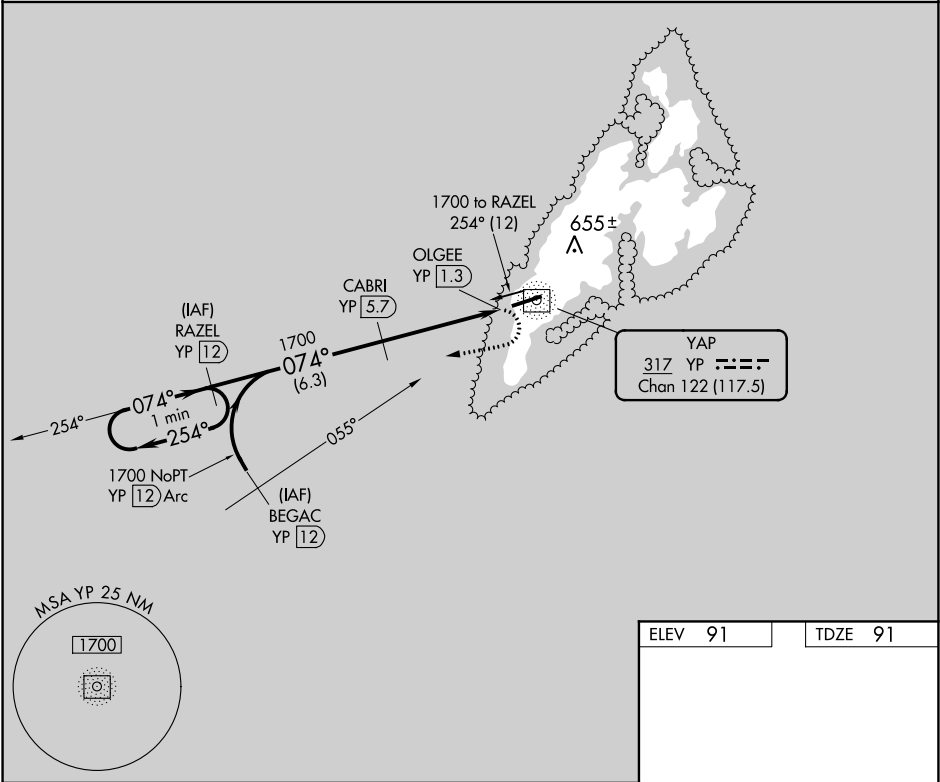 1700 to RAZEL
254° (12)
655±
OLGEE
YP 1.3
CABRI
YP 5.7
(IAF)
RAZEL
YP 12
1700
074°
(6.3)
YAP
317 YP
Chan 122 (117.5)
254°
074°
1 min
254°
055°
1700 NoPT
YP 12 Arc
(IAF)
BEGAC
YP 12
MSA YP 25 NM
1700
ELEV 91
TDZE 91